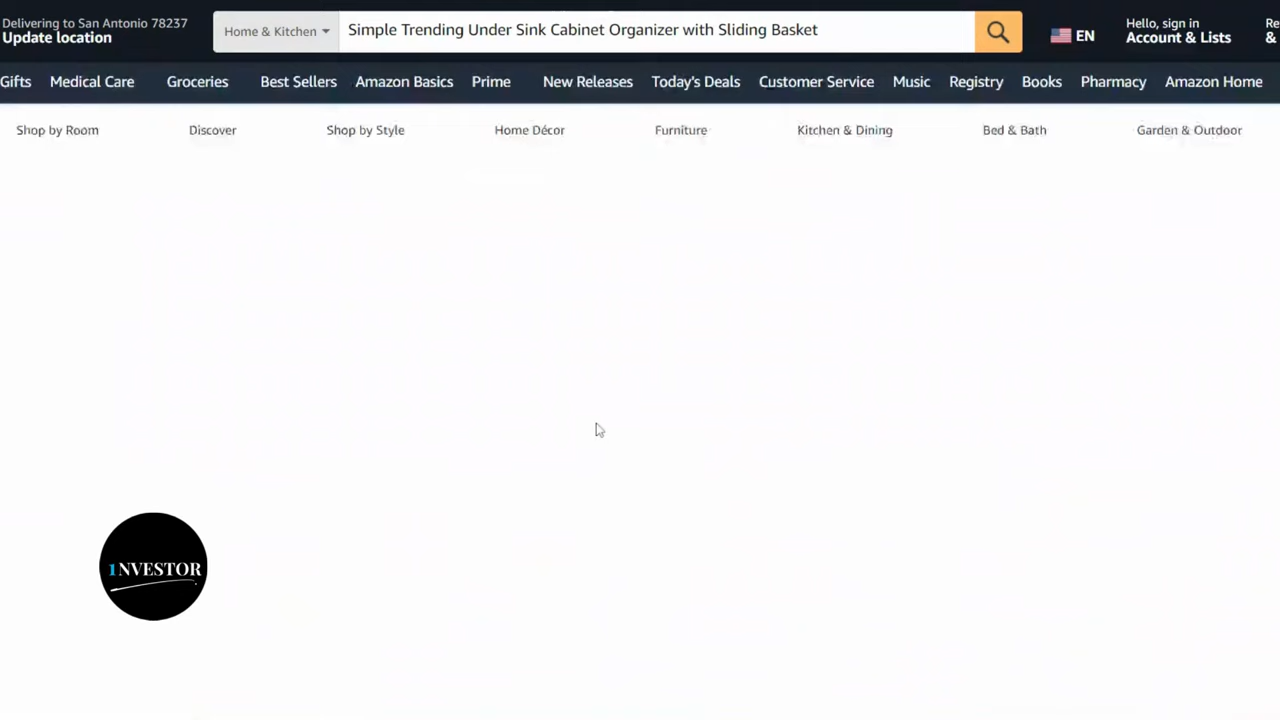 Delivering to San Antonio 78237
Update location
Home & Kitchen
Simple Trending Under Sink Cabinet Organizer with Sliding Basket
EN
Hello, sign in
Account & Lists
Re
&
Gifts Medical Care Groceries Best Sellers Amazon Basics Prime New Releases Today's Deals Customer Service Music Registry Books Pharmacy Amazon Home
Shop by Room Discover Shop by Style Home Décor Furniture Kitchen & Dining Bed & Bath Garden & Outdoor
1NVESTOR